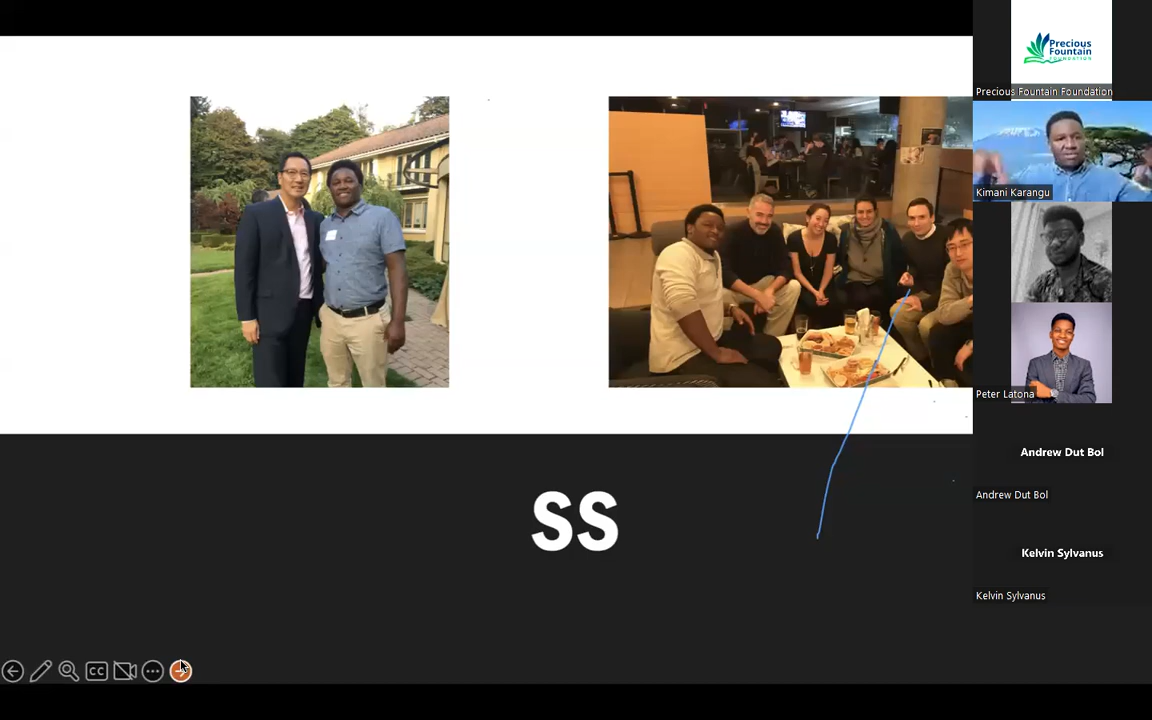 SS
CC
Precious
Fountain
FOUNDATION
Precious Fountain Foundation
Kimani Karangu
Peter Latona
Andrew Dut Bol
Andrew Dut Bol
Kelvin Sylvanus
Kelvin Sylvanus